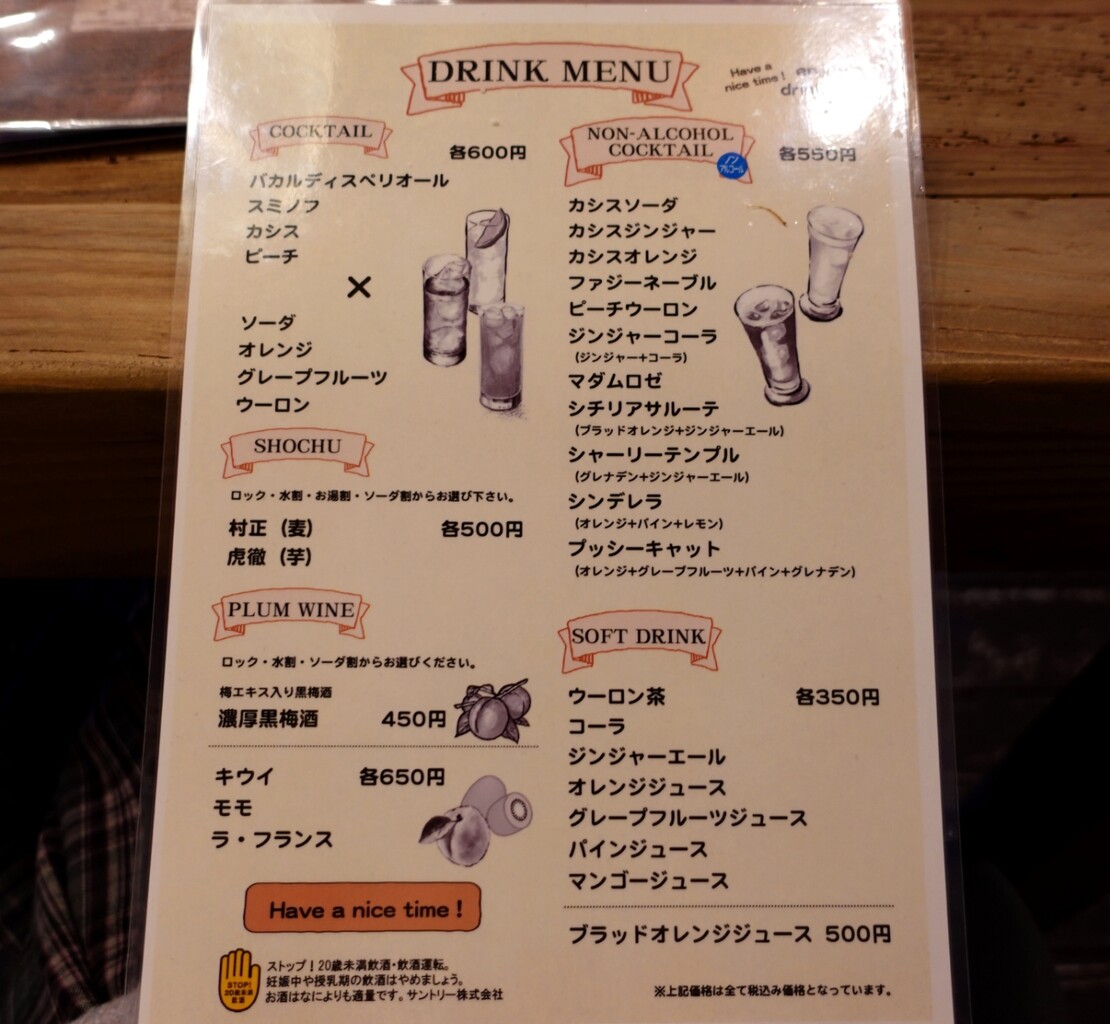 DRINK MENU
Have a
nice time!
COCKTAIL
各600円
バカルディスペリオール
スミノフ
カシス
ピーチ
×
ソーダ
オレンジ
グレープフルーツ
ウーロン
SHOCHU
ロック・水割・お湯割・ソーダ割からお選び下さい。
村正（麦） 各500円
虎徹（芋）
PLUM WINE
ロック・水割・ソーダ割からお選びください。
梅エキス入り黒梅酒
濃厚黒梅酒 450円
キウイ 各650円
モモ
ラ・フランス
Have a nice time!
STOP!
20歳未満
飲酒
ストップ！20歳未満飲酒・飲酒運転。
妊娠中や授乳期の飲酒はやめましょう。
お酒はなによりも適量です。サントリー株式会社
NON-ALCOHOL
COCKTAIL
ノン
アルコール
各550円
カシスソーダ
カシスジンジャー
カシスオレンジ
ファジーネーブル
ピーチウーロン
ジンジャーコーラ
（ジンジャー+コーラ）
マダムロゼ
シチリアサルーテ
（ブラッドオレンジ+ジンジャーエール）
シャーリーテンプル
（グレナデン+ジンジャーエール）
シンデレラ
（オレンジ+パイン+レモン）
プッシーキャット
（オレンジ+グレープフルーツ+パイン+グレナデン）
SOFT DRINK
ウーロン茶 各350円
コーラ
ジンジャーエール
オレンジジュース
グレープフルーツジュース
パインジュース
マンゴージュース
ブラッドオレンジジュース 500円
※上記価格は全て税込み価格となっています。